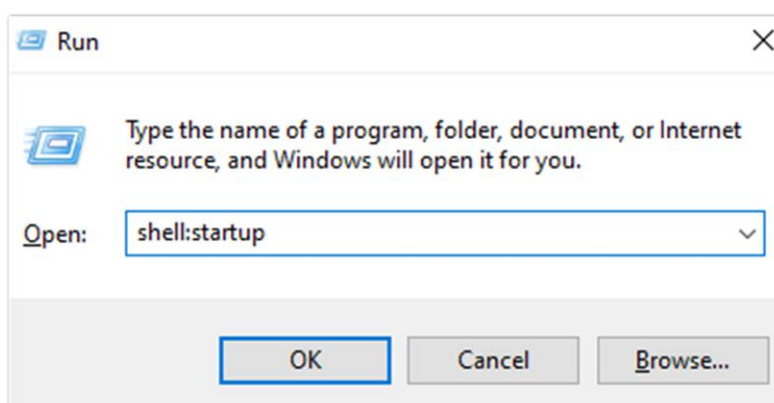 Run
Type the name of a program, folder, document, or Internet
resource, and Windows will open it for you.
Open: shell:startup
OK Cancel Browse...